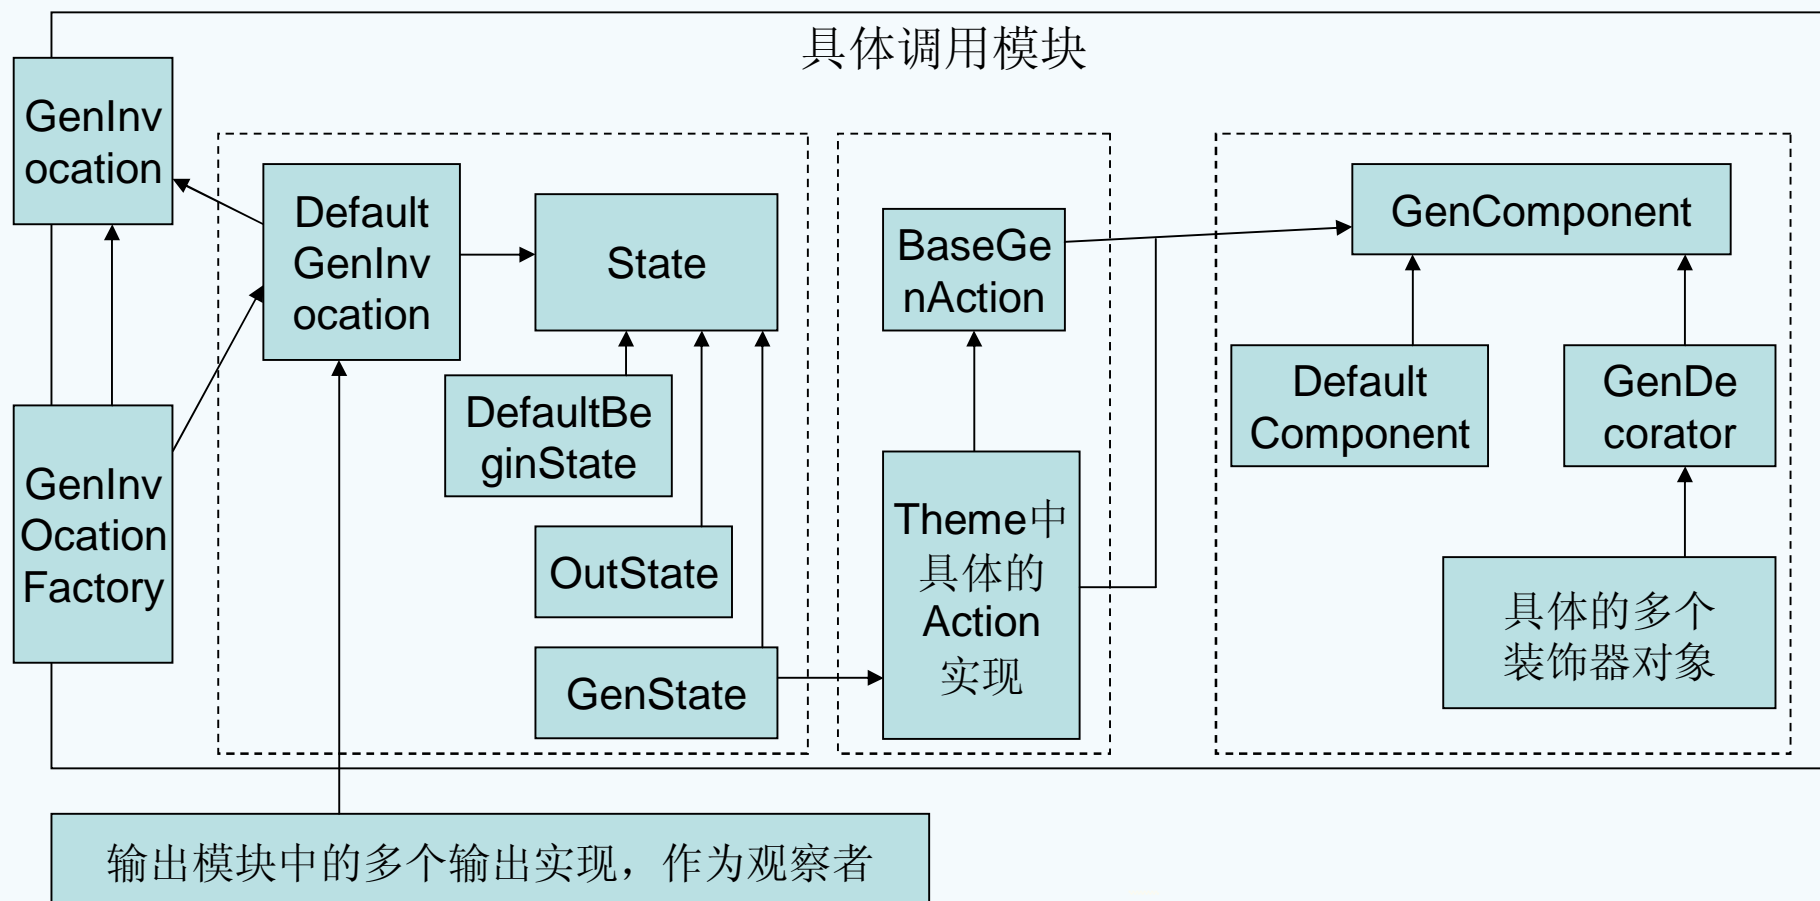 具体调用模块
GenInv
ocation
Default
GenInv
ocation
State
DefaultBe
ginState
OutState
GenState
GenInv
Ocation
Factory
BaseGe
nAction
Theme中
具体的
Action
实现
GenComponent
Default
Component
GenDe
corator
具体的多个
装饰器对象
输出模块中的多个输出实现，作为观察者